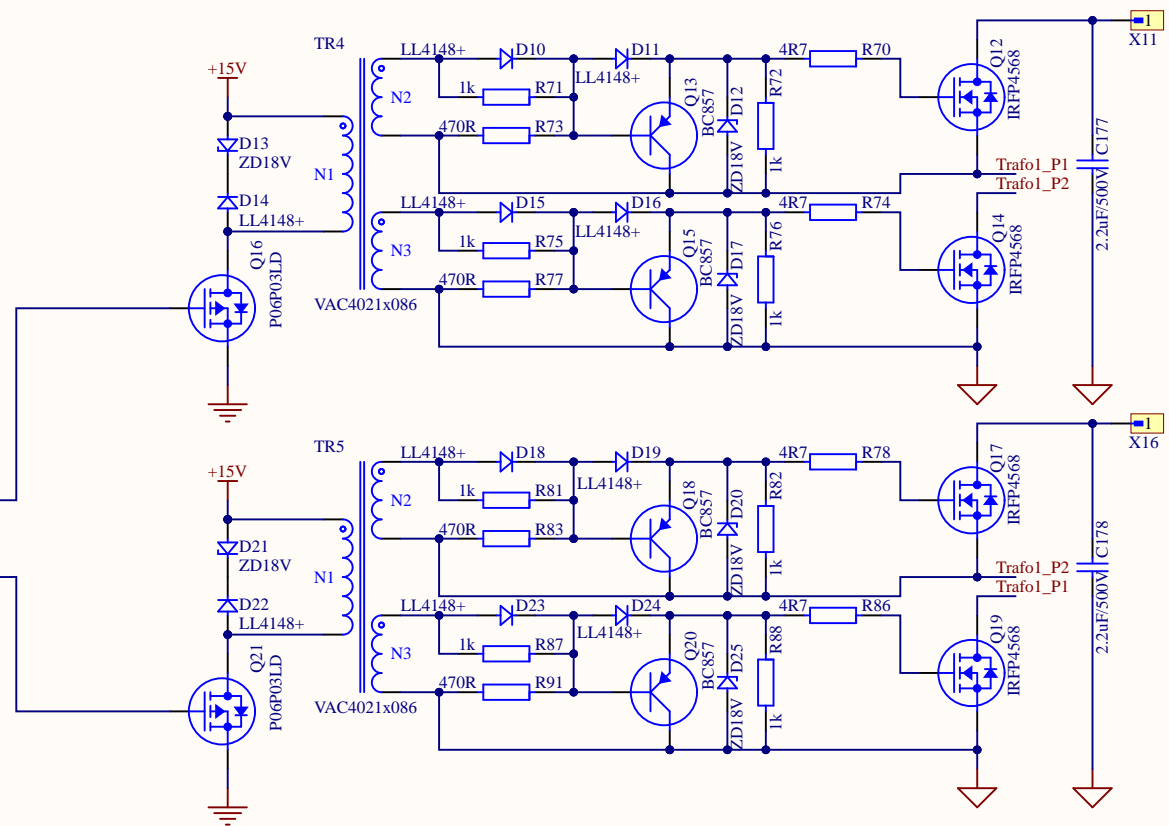 1
X11
TR4
LL4148+
D10
D11
4R7
R70
Q12
IRFP4568
+15V
N2
1k
R71
LL4148+
Q13
BC857
D12
ZD18V
R72
1k
470R
R73
D13
ZD18V
N1
C177
2.2uF/500V
Trafo1_P1
Trafo1_P2
D14
LL4148+
LL4148+
D15
D16
4R7
R74
Q14
IRFP4568
Q16
P06P03LD
N3
1k
R75
LL4148+
Q15
BC857
D17
ZD18V
R76
1k
470R
R77
VAC4021x086
1
X16
TR5
LL4148+
D18
D19
4R7
R78
Q17
IRFP4568
+15V
N2
1k
R81
LL4148+
Q18
BC857
D20
ZD18V
R82
1k
470R
R83
D21
ZD18V
N1
C178
2.2uF/500V
Trafo1_P2
Trafo1_P1
D22
LL4148+
LL4148+
D23
D24
4R7
R86
Q19
IRFP4568
Q21
P06P03LD
N3
1k
R87
LL4148+
Q20
BC857
D25
ZD18V
R88
1k
470R
R91
VAC4021x086